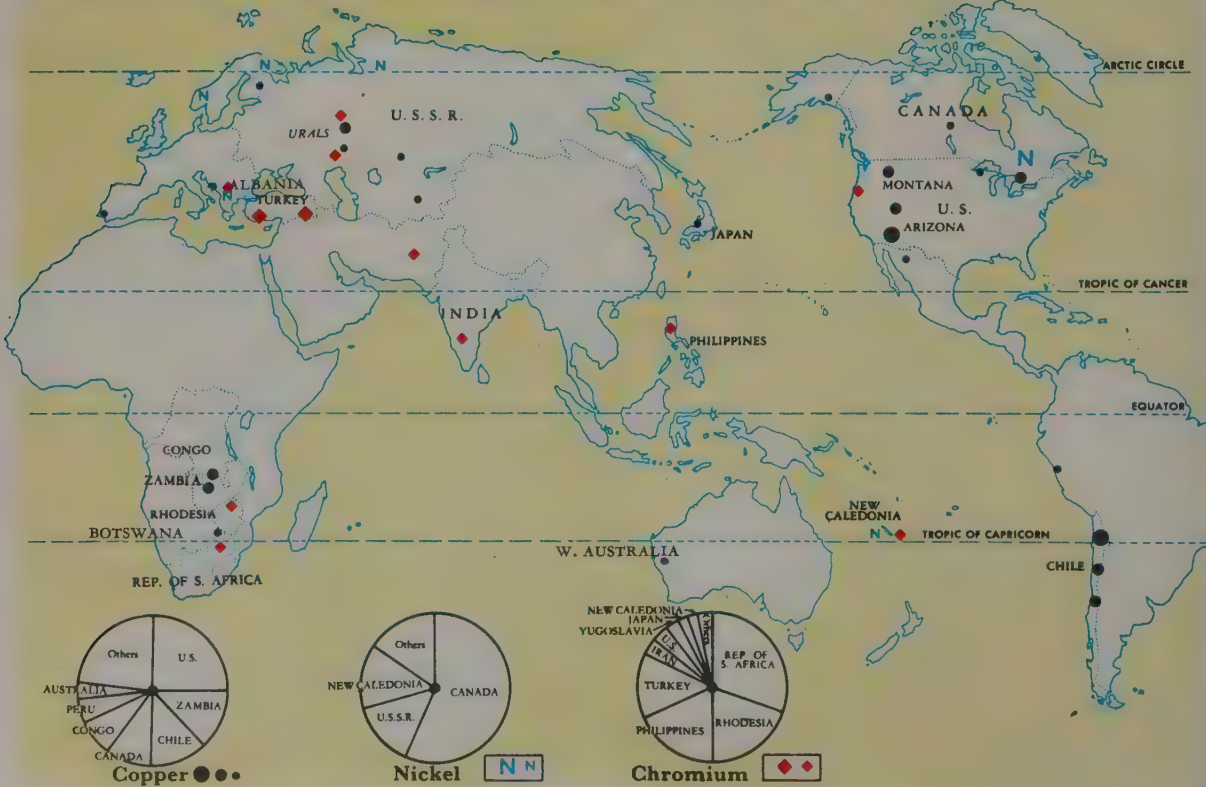 ARCTIC CIRCLE
N
N
N
U.S.S.R.
URALS
CANADA
N
ALBANIA
TURKEY
N
MONTANA
U.S.
ARIZONA
JAPAN
TROPIC OF CANCER
INDIA
PHILIPPINES
EQUATOR
CONGO
ZAMBIA
RHODESIA
BOTSWANA
NEW
CALEDONIA
N
TROPIC OF CAPRICORN
W. AUSTRALIA
CHILE
REP. OF S. AFRICA
Others
U.S.
AUSTRALIA
PERU
CONGO
CANADA
CHILE
ZAMBIA
Copper
Others
NEW CALEDONIA
CANADA
U.S.S.R.
Nickel
N N
NEW CALEDONIA
JAPAN
YUGOSLAVIA
U.S.
IRAN
TURKEY
PHILIPPINES
REP. OF
S. AFRICA
RHODESIA
Chromium